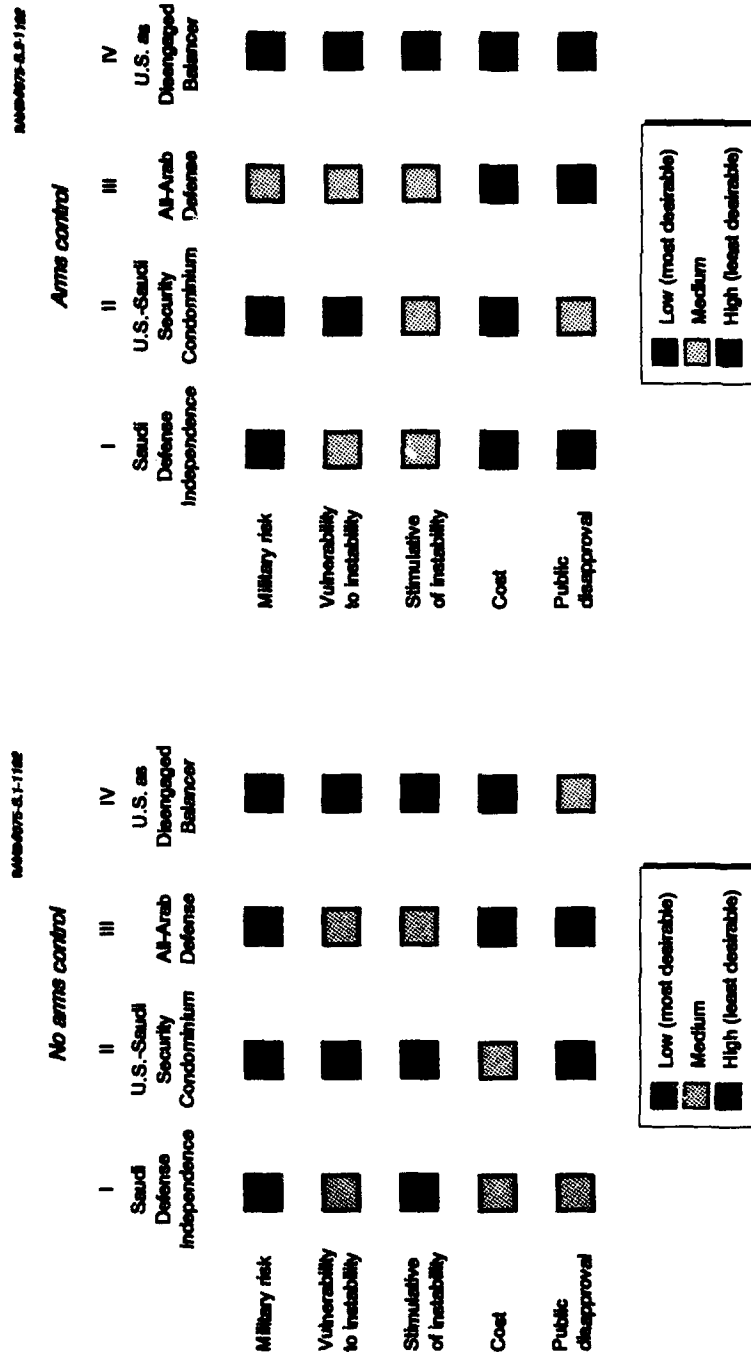 No arms control
I
Saudi
Defense
Independence
II
U.S.-Saudi
Security
Condominium
III
All-Arab
Defense
IV
U.S. as
Disengaged
Balancer
Military risk
Vulnerability
to instability
Stimulative
of instability
Cost
Public
disapproval
Low (most desirable)
Medium
High (least desirable)
Arms control
I
Saudi
Defense
Independence
II
U.S.-Saudi
Security
Condominium
III
All-Arab
Defense
IV
U.S. as
Disengaged
Balancer
Military risk
Vulnerability
to instability
Stimulative
of instability
Cost
Public
disapproval
Low (most desirable)
Medium
High (least desirable)